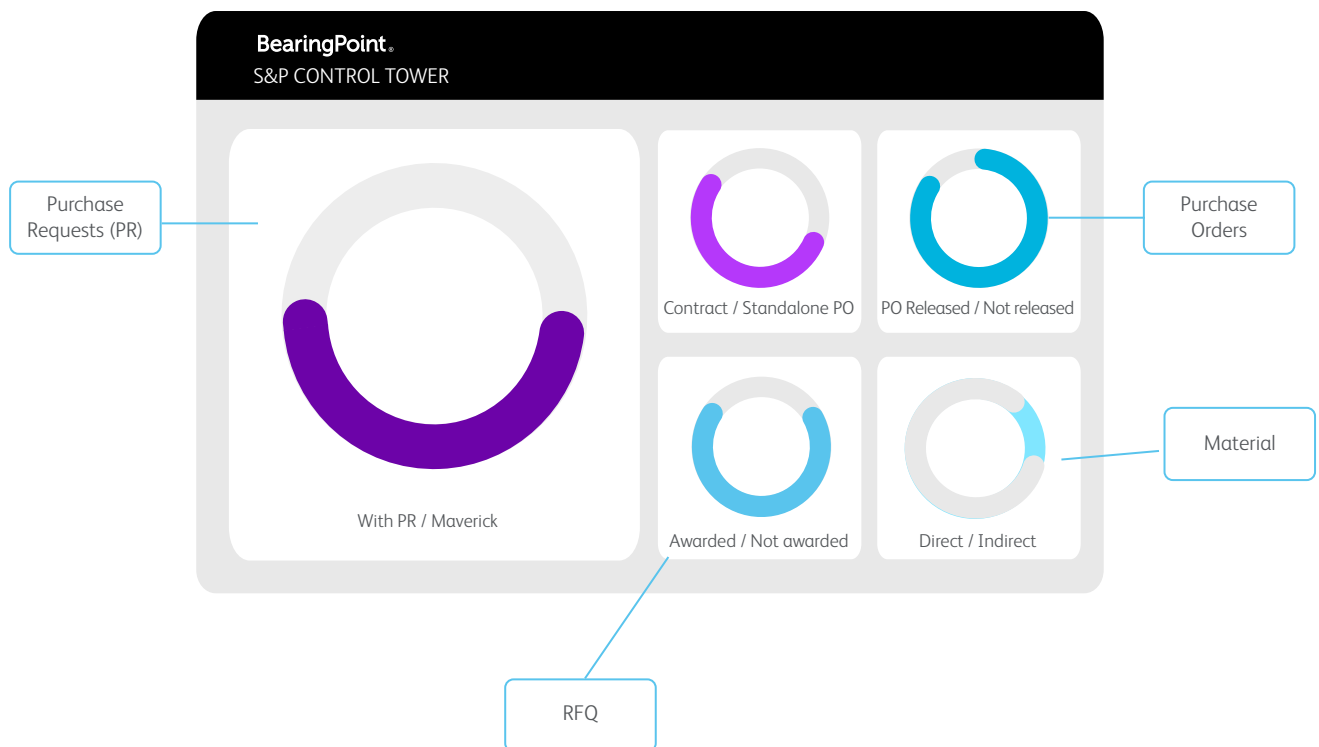 BearingPoint®
S&P CONTROL TOWER
Purchase
Requests (PR)
With PR / Maverick
Contract / Standalone PO
PO Released / Not released
Purchase
Orders
Awarded / Not awarded
Direct / Indirect
Material
RFQ